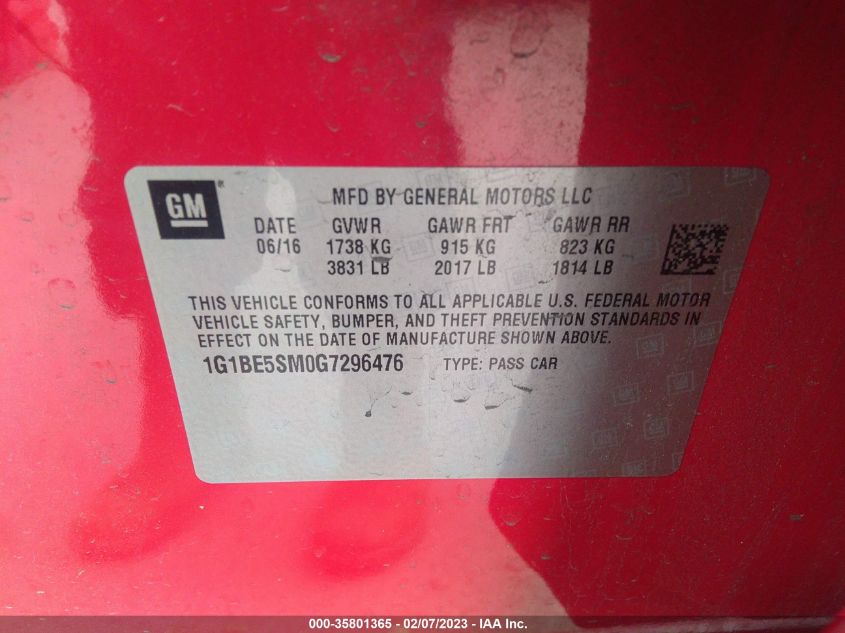 GM®
MFD BY GENERAL MOTORS LLC
DATE GVWR GAWR FRT GAWR RR
06/16 1738 KG 915 KG 823 KG
3831 LB 2017 LB 1814 LB
THIS VEHICLE CONFORMS TO ALL APPLICABLE U.S. FEDERAL MOTOR
VEHICLE SAFETY, BUMPER, AND THEFT PREVENTION STANDARDS IN
EFFECT ON THE DATE OF MANUFACTURE SHOWN ABOVE.
1G1BE5SM0G7296476 TYPE: PASS CAR
000-35801365 - 02/07/2023 - IAA Inc.